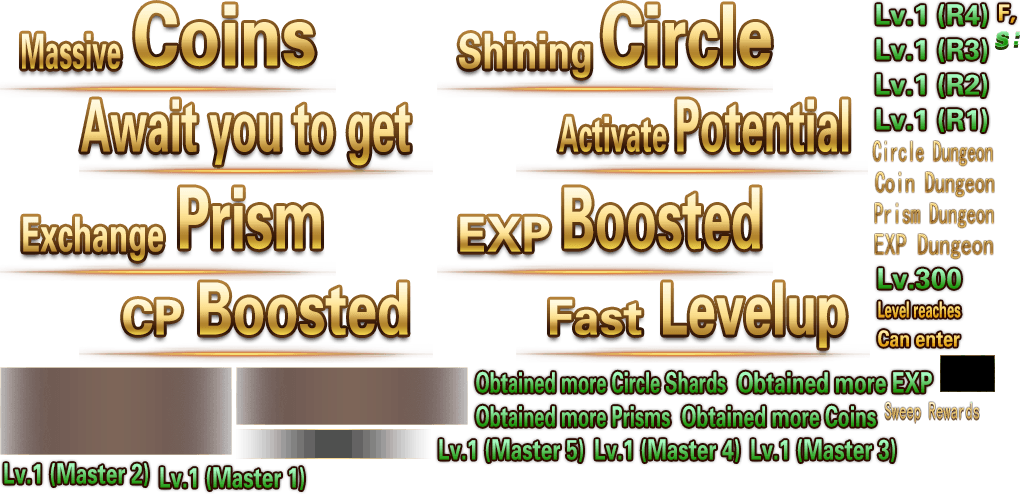 Massive Coins
Await you to get
Exchange Prism
CP Boosted
Shining Circle
Activate Potential
EXP Boosted
Fast Levelup
Lv.1 (R4)
F,
S:
Lv.1 (R3)
Lv.1 (R2)
Lv.1 (R1)
Circle Dungeon
Coin Dungeon
Prism Dungeon
EXP Dungeon
Lv.300
Level reaches
Can enter
Obtained more Circle Shards
Obtained more EXP
Obtained more Prisms
Obtained more Coins
Sweep Rewards
Lv.1 (Master 5)
Lv.1 (Master 4)
Lv.1 (Master 3)
Lv.1 (Master 2)
Lv.1 (Master 1)